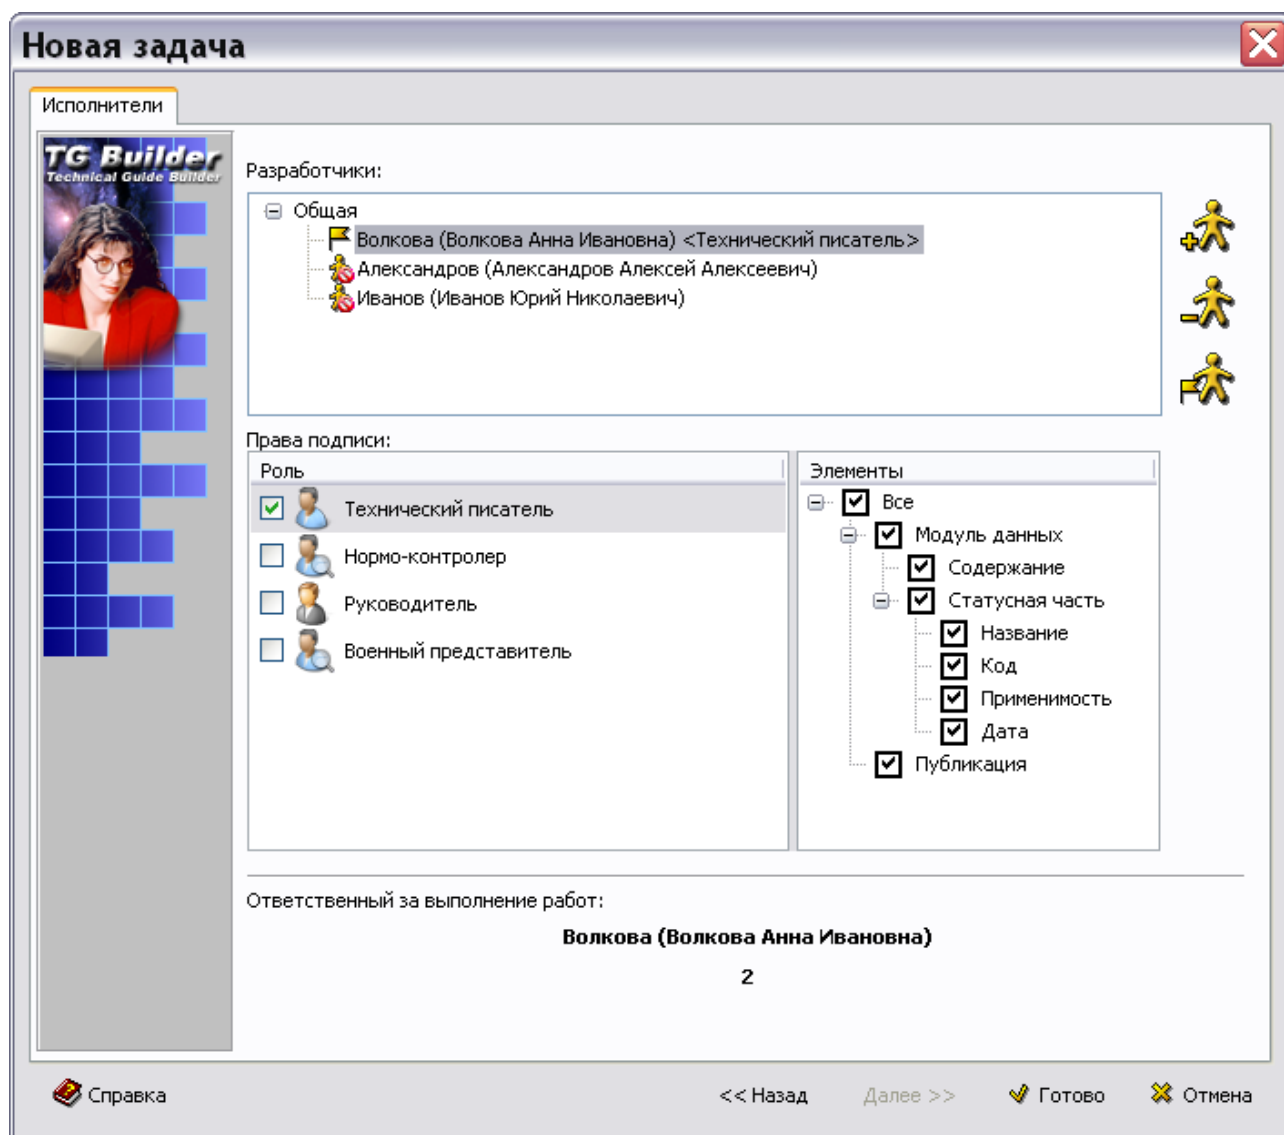 Новая задача
Исполнители
TG Builder
Technical Guide Builder
Разработчики:
Общая
Волкова (Волкова Анна Ивановна) <Технический писатель>
Александров (Александров Алексей Алексеевич)
Иванов (Иванов Юрий Николаевич)
Права подписи:
Роль
Технический писатель
Нормо-контролер
Руководитель
Военный представитель
Элементы
Все
Модуль данных
Содержание
Статусная часть
Название
Код
Применимость
Дата
Публикация
Ответственный за выполнение работ:
Волкова (Волкова Анна Ивановна)
2
Справка
<< Назад
Далее >>
Готово
Отмена